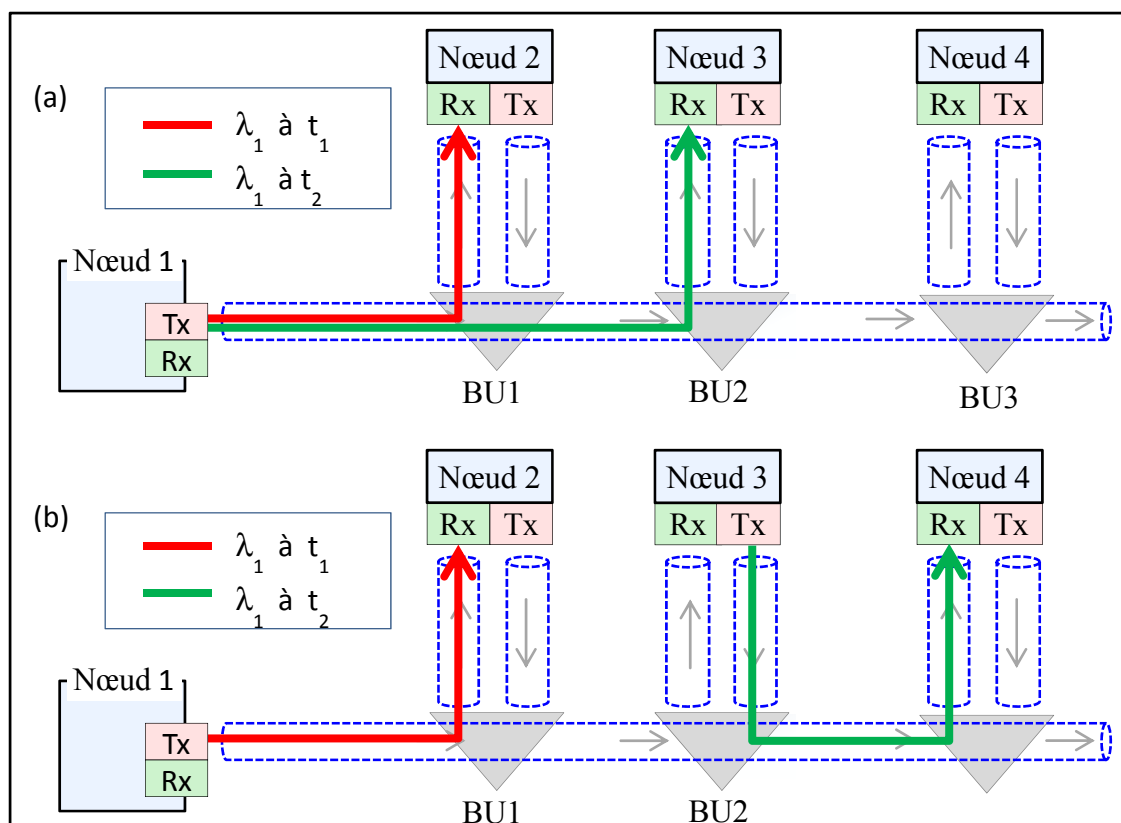 Nœud 2 Nœud 3 Nœud 4
(a)
Rx Tx Rx Tx Rx Tx
λ1 à t1
λ1 à t2
Nœud 1
Tx
Rx
BU1 BU2 BU3
Nœud 2 Nœud 3 Nœud 4
(b)
Rx Tx Rx Tx Rx Tx
λ1 à t1
λ1 à t2
Nœud 1
Tx
Rx
BU1 BU2